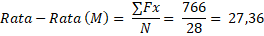 Rata − Rata (M) = ∑Fx / N = 766 / 28 = 27,36